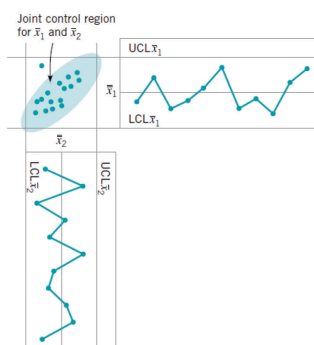 Joint control region
for x̄₁ and x̄₂
UCLx̄₁
x̿₁
LCLx̄₁
x̿₂
LCLx̄₂
UCLx̄₂